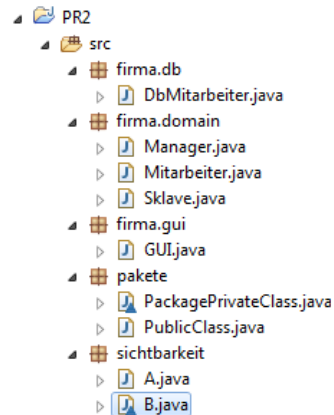 PR2
src
firma.db
DbMitarbeiter.java
firma.domain
Manager.java
Mitarbeiter.java
Sklave.java
firma.gui
GUI.java
pakete
PackagePrivateClass.java
PublicClass.java
sichtbarkeit
A.java
B.java